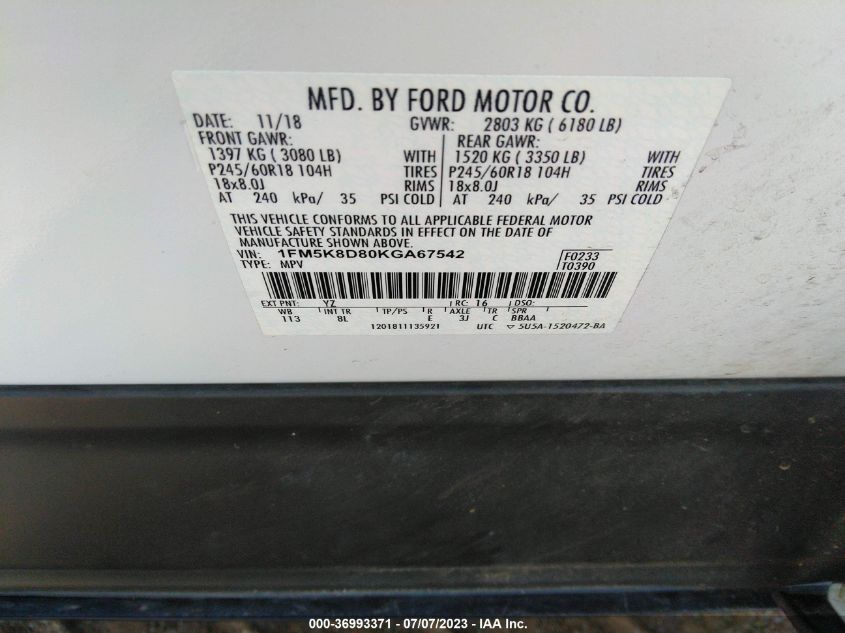 MFD. BY FORD MOTOR CO.
DATE: 11/18 GVWR: 2803 KG ( 6180 LB)
FRONT GAWR: REAR GAWR:
1397 KG ( 3080 LB) WITH 1520 KG ( 3350 LB) WITH
P245/60R18 104H TIRES P245/60R18 104H TIRES
18x8.0J RIMS 18x8.0J RIMS
AT 240 kPa/ 35 PSI COLD AT 240 kPa/ 35 PSI COLD
THIS VEHICLE CONFORMS TO ALL APPLICABLE FEDERAL MOTOR
VEHICLE SAFETY STANDARDS IN EFFECT ON THE DATE OF
MANUFACTURE SHOWN ABOVE.
VIN: 1FM5K8D80KGA67542 F0233
TYPE: MPV T0390
EXT PNT: YZ RC: 16 DSO:
WB INT TR TP/PS R AXLE TR SPR
113 8L E 3J C BBAA
1201811135921 UTC ▽ 5U5A-1520472-BA
000-36993371 - 07/07/2023 - IAA Inc.